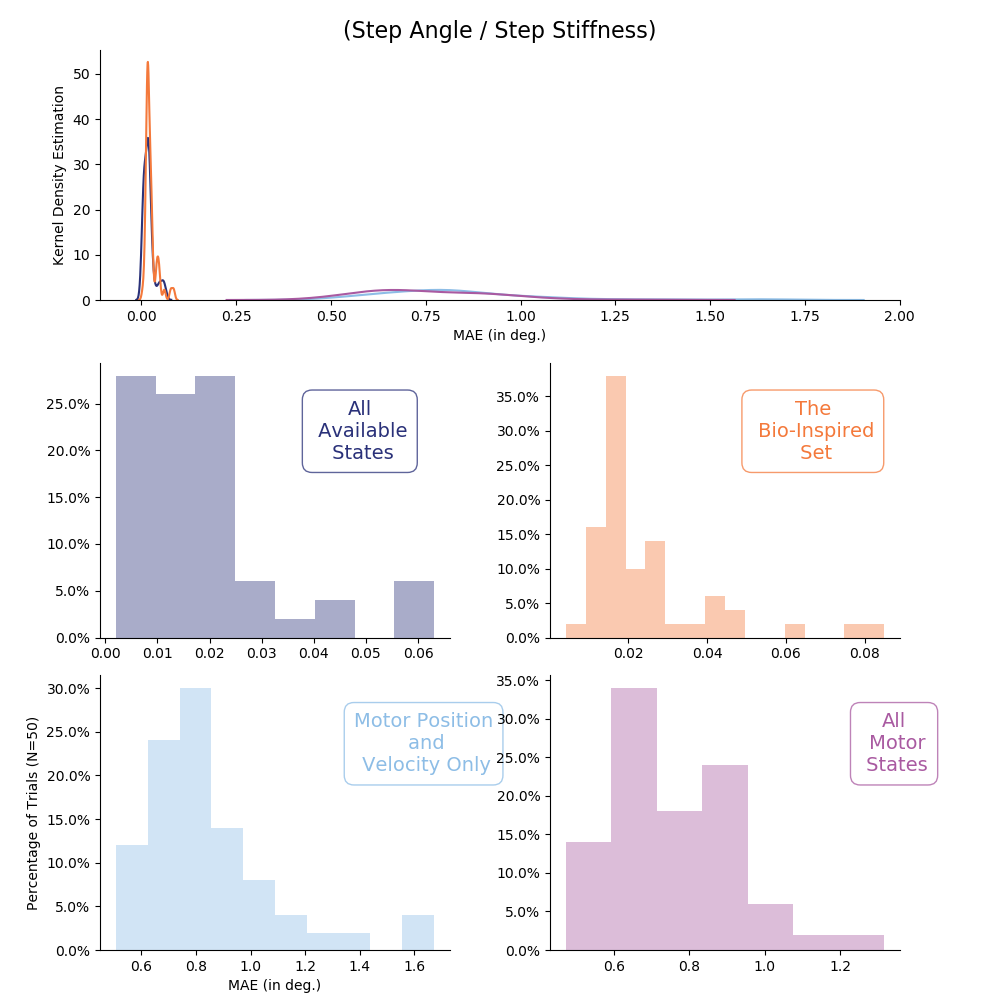 (Step Angle / Step Stiffness)
Kernel Density Estimation
50
40
30
20
10
0
0.00 0.25 0.50 0.75 1.00 1.25 1.50 1.75 2.00
MAE (in deg.)
25.0%
20.0%
15.0%
10.0%
5.0%
0.0%
0.00 0.01 0.02 0.03 0.04 0.05 0.06
All
Available
States
35.0%
30.0%
25.0%
20.0%
15.0%
10.0%
5.0%
0.0%
0.02 0.04 0.06 0.08
The
Bio-Inspired
Set
Percentage of Trials (N=50)
30.0%
25.0%
20.0%
15.0%
10.0%
5.0%
0.0%
0.6 0.8 1.0 1.2 1.4 1.6
MAE (in deg.)
Motor Position
and
Velocity Only
35.0%
30.0%
25.0%
20.0%
15.0%
10.0%
5.0%
0.0%
0.6 0.8 1.0 1.2
All
Motor
States